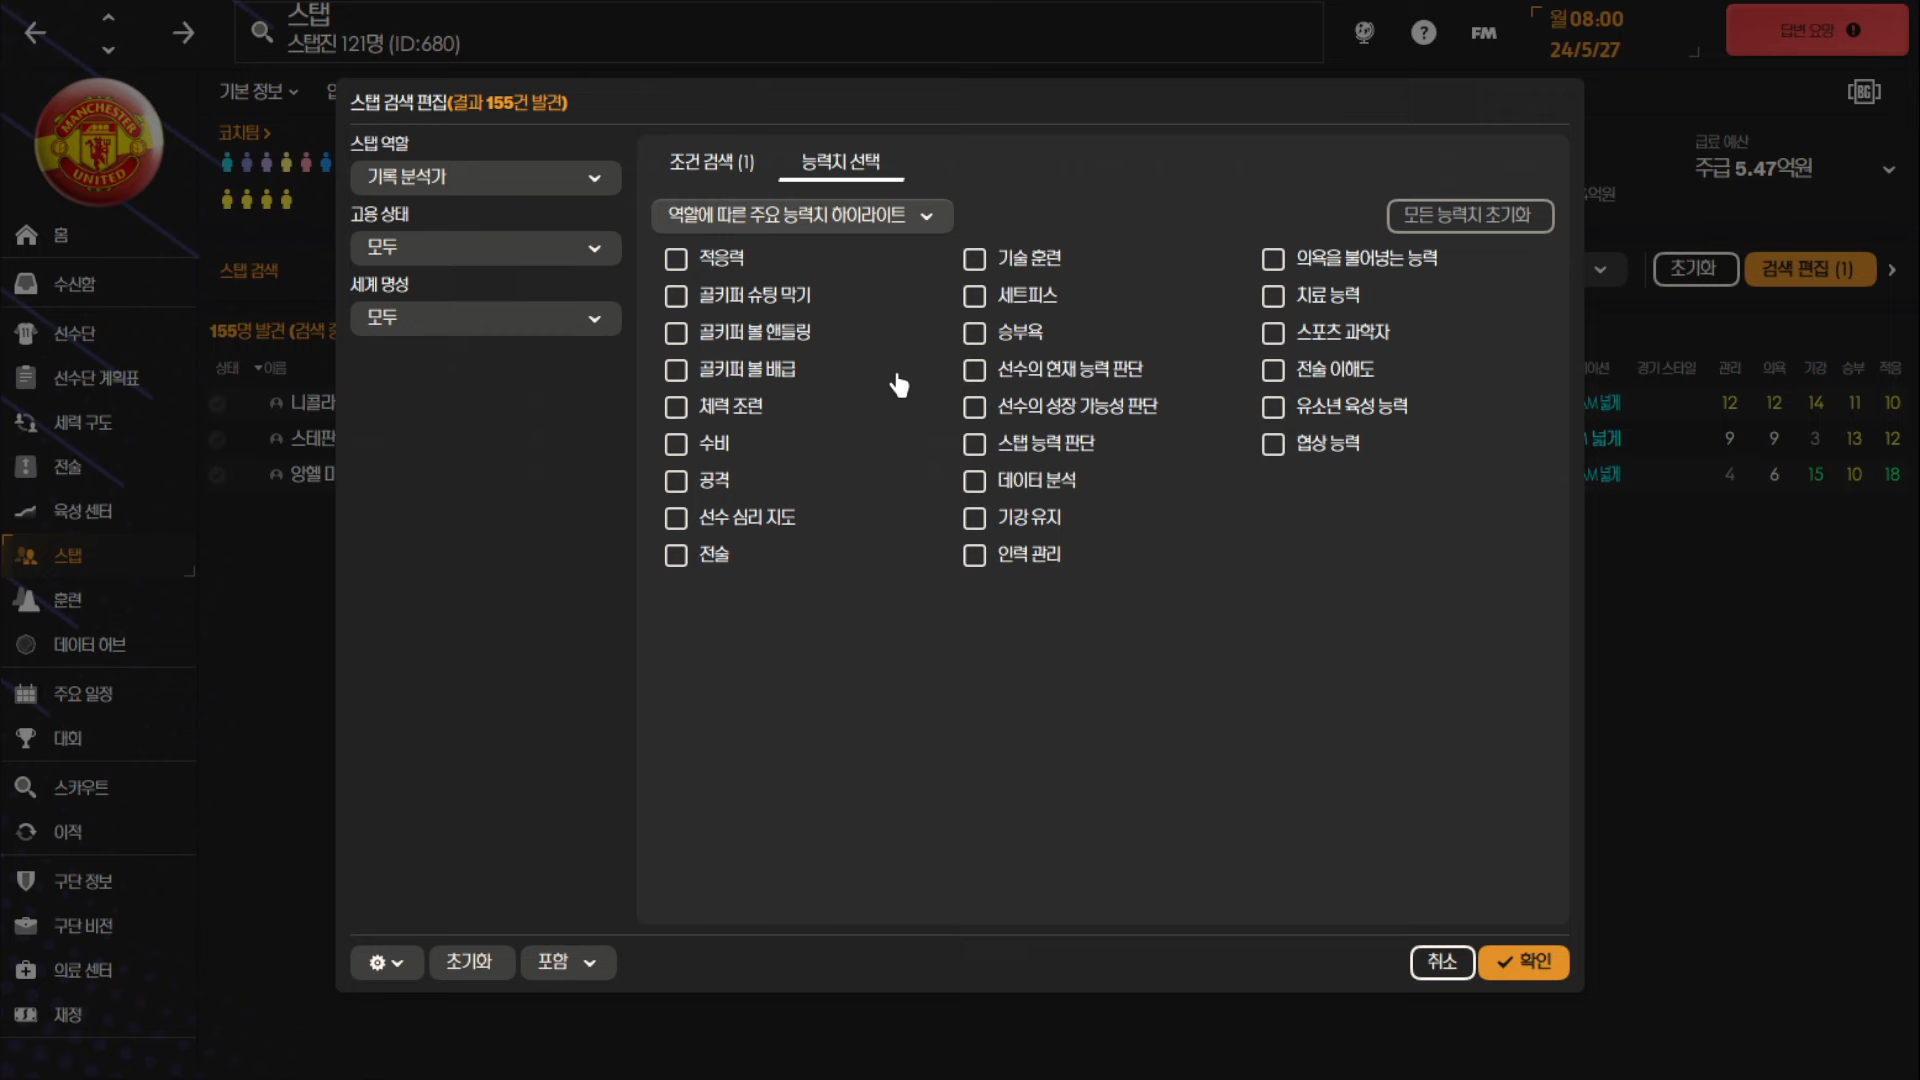 스탭
스탭진 121명 (ID:680)
FM
월 08:00
24/5/27
답변 요망
MANCHESTER
UNITED
기본 정보
코치팀
BG
급료 예산
주급 5.47억원
억원
홈
수신함
선수단
선수단 계획표
세력 구도
전술
육성 센터
스탭
훈련
데이터 허브
주요 일정
대회
스카우트
이적
구단 정보
구단 비전
의료 센터
재정
스탭 검색
초기화
검색 편집 (1)
155명 발견 (검색
상태
이름
경기 스타일
관리
의욕
기강
승부
적응
니콜라
넓게
12
12
14
11
10
스테판
넓게
9
9
3
13
12
앙헬
넓게
4
6
15
10
18
스탭 검색 편집(결과 155건 발견)
스탭 역할
기록 분석가
고용 상태
모두
세계 명성
모두
조건 검색 (1)
능력치 선택
역할에 따른 주요 능력치 하이라이트
모든 능력치 초기화
적응력
골키퍼 슈팅 막기
골키퍼 볼 핸들링
골키퍼 볼 배급
체력 조련
수비
공격
선수 심리 지도
전술
기술 훈련
세트피스
승부욕
선수의 현재 능력 판단
선수의 성장 가능성 판단
스탭 능력 판단
데이터 분석
기강 유지
인력 관리
의욕을 불어넣는 능력
치료 능력
스포츠 과학자
전술 이해도
유소년 육성 능력
협상 능력
초기화
포함
취소
확인